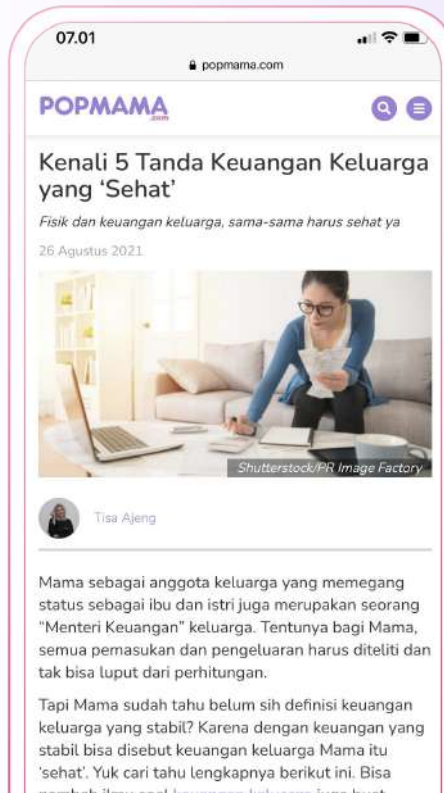 07.01
popmama.com
POPMAMA
.com
Kenali 5 Tanda Keuangan Keluarga
yang ‘Sehat’
Fisik dan keuangan keluarga, sama-sama harus sehat ya
26 Agustus 2021
Shutterstock/PR Image Factory
Tisa Ajeng
Mama sebagai anggota keluarga yang memegang
status sebagai ibu dan istri juga merupakan seorang
“Menteri Keuangan” keluarga. Tentunya bagi Mama,
semua pemasukan dan pengeluaran harus diteliti dan
tak bisa luput dari perhitungan.
Tapi Mama sudah tahu belum sih definisi keuangan
keluarga yang stabil? Karena dengan keuangan yang
stabil bisa disebut keuangan keluarga Mama itu
‘sehat’. Yuk cari tahu lengkapnya berikut ini. Bisa